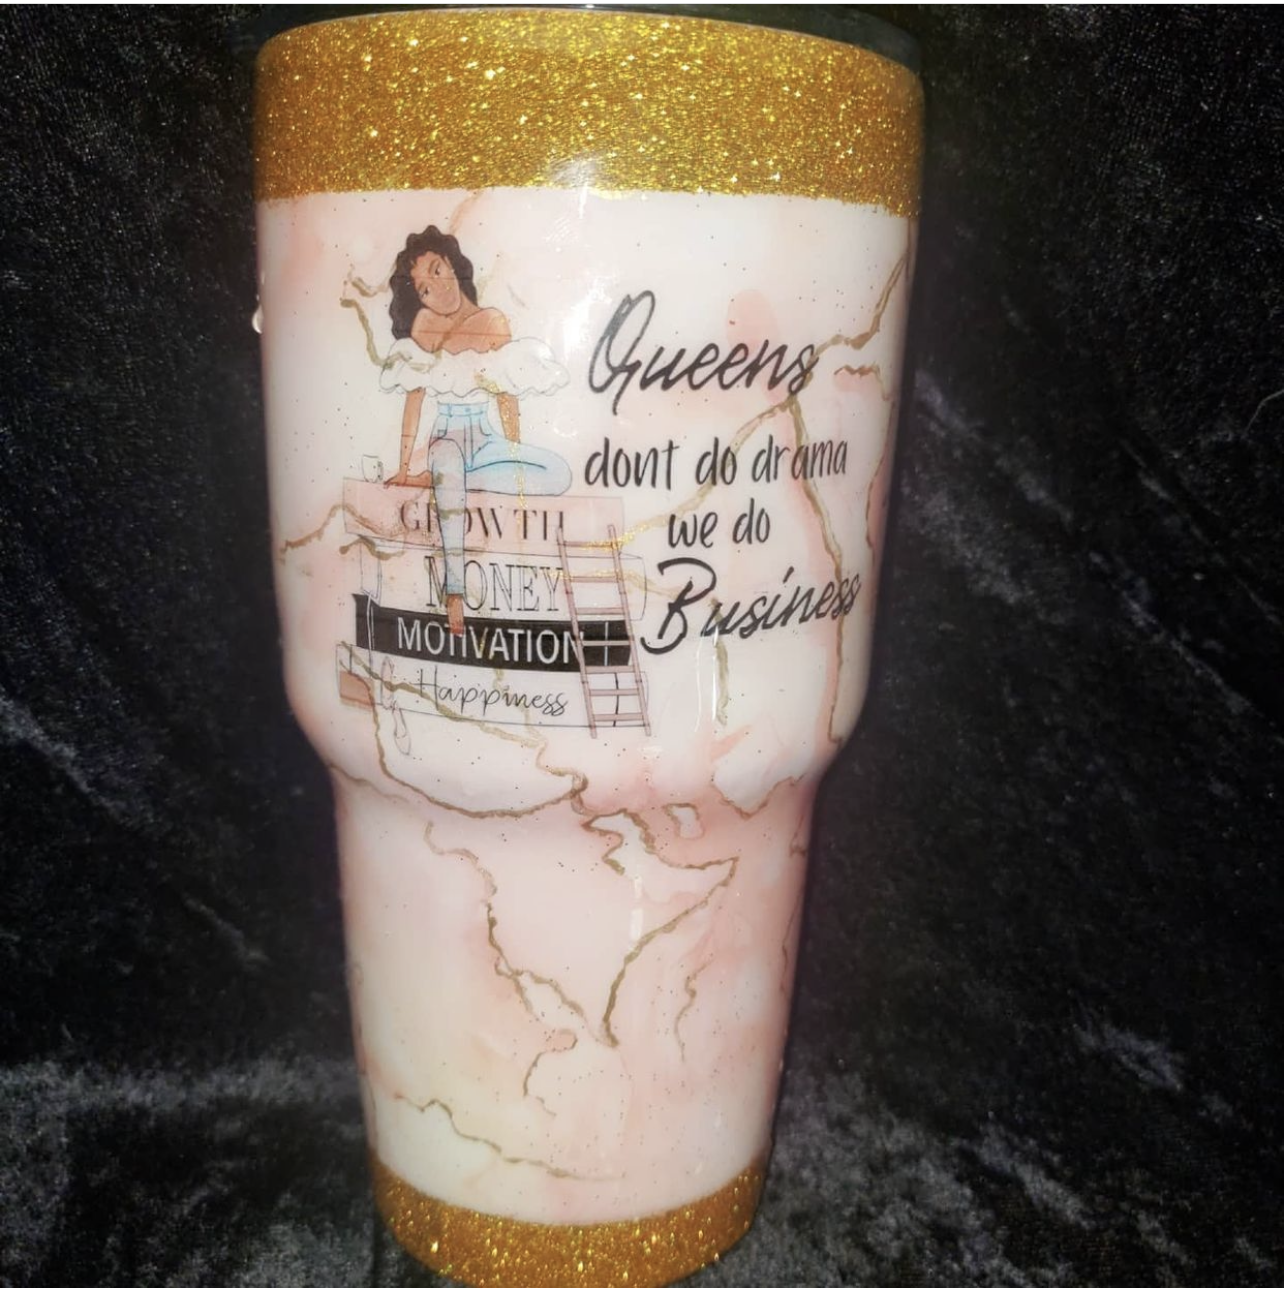 Queens
dont do drama
we do
Business
GROWTH
MONEY
MOTIVATION
Happiness